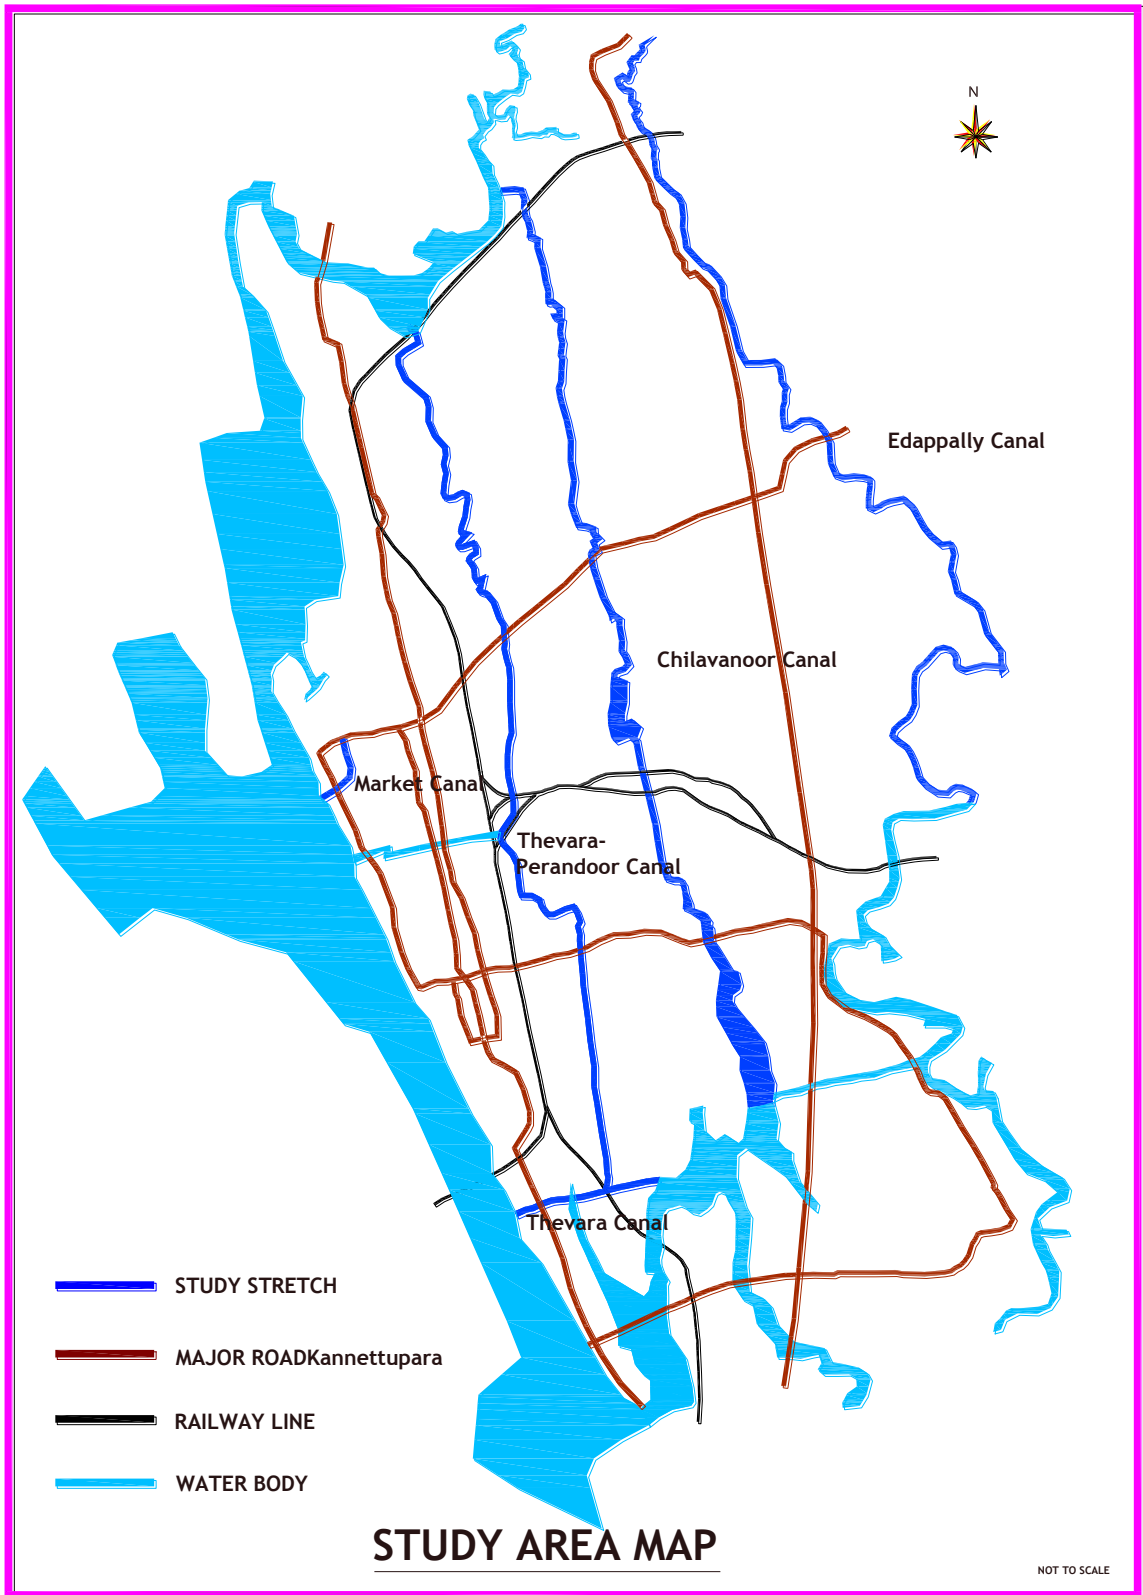 N
Edappally Canal
Chilavanoor Canal
Market Canal
Thevara-
Perandoor Canal
Thevara Canal
STUDY STRETCH
MAJOR ROADKannettupara
RAILWAY LINE
WATER BODY
STUDY AREA MAP
NOT TO SCALE